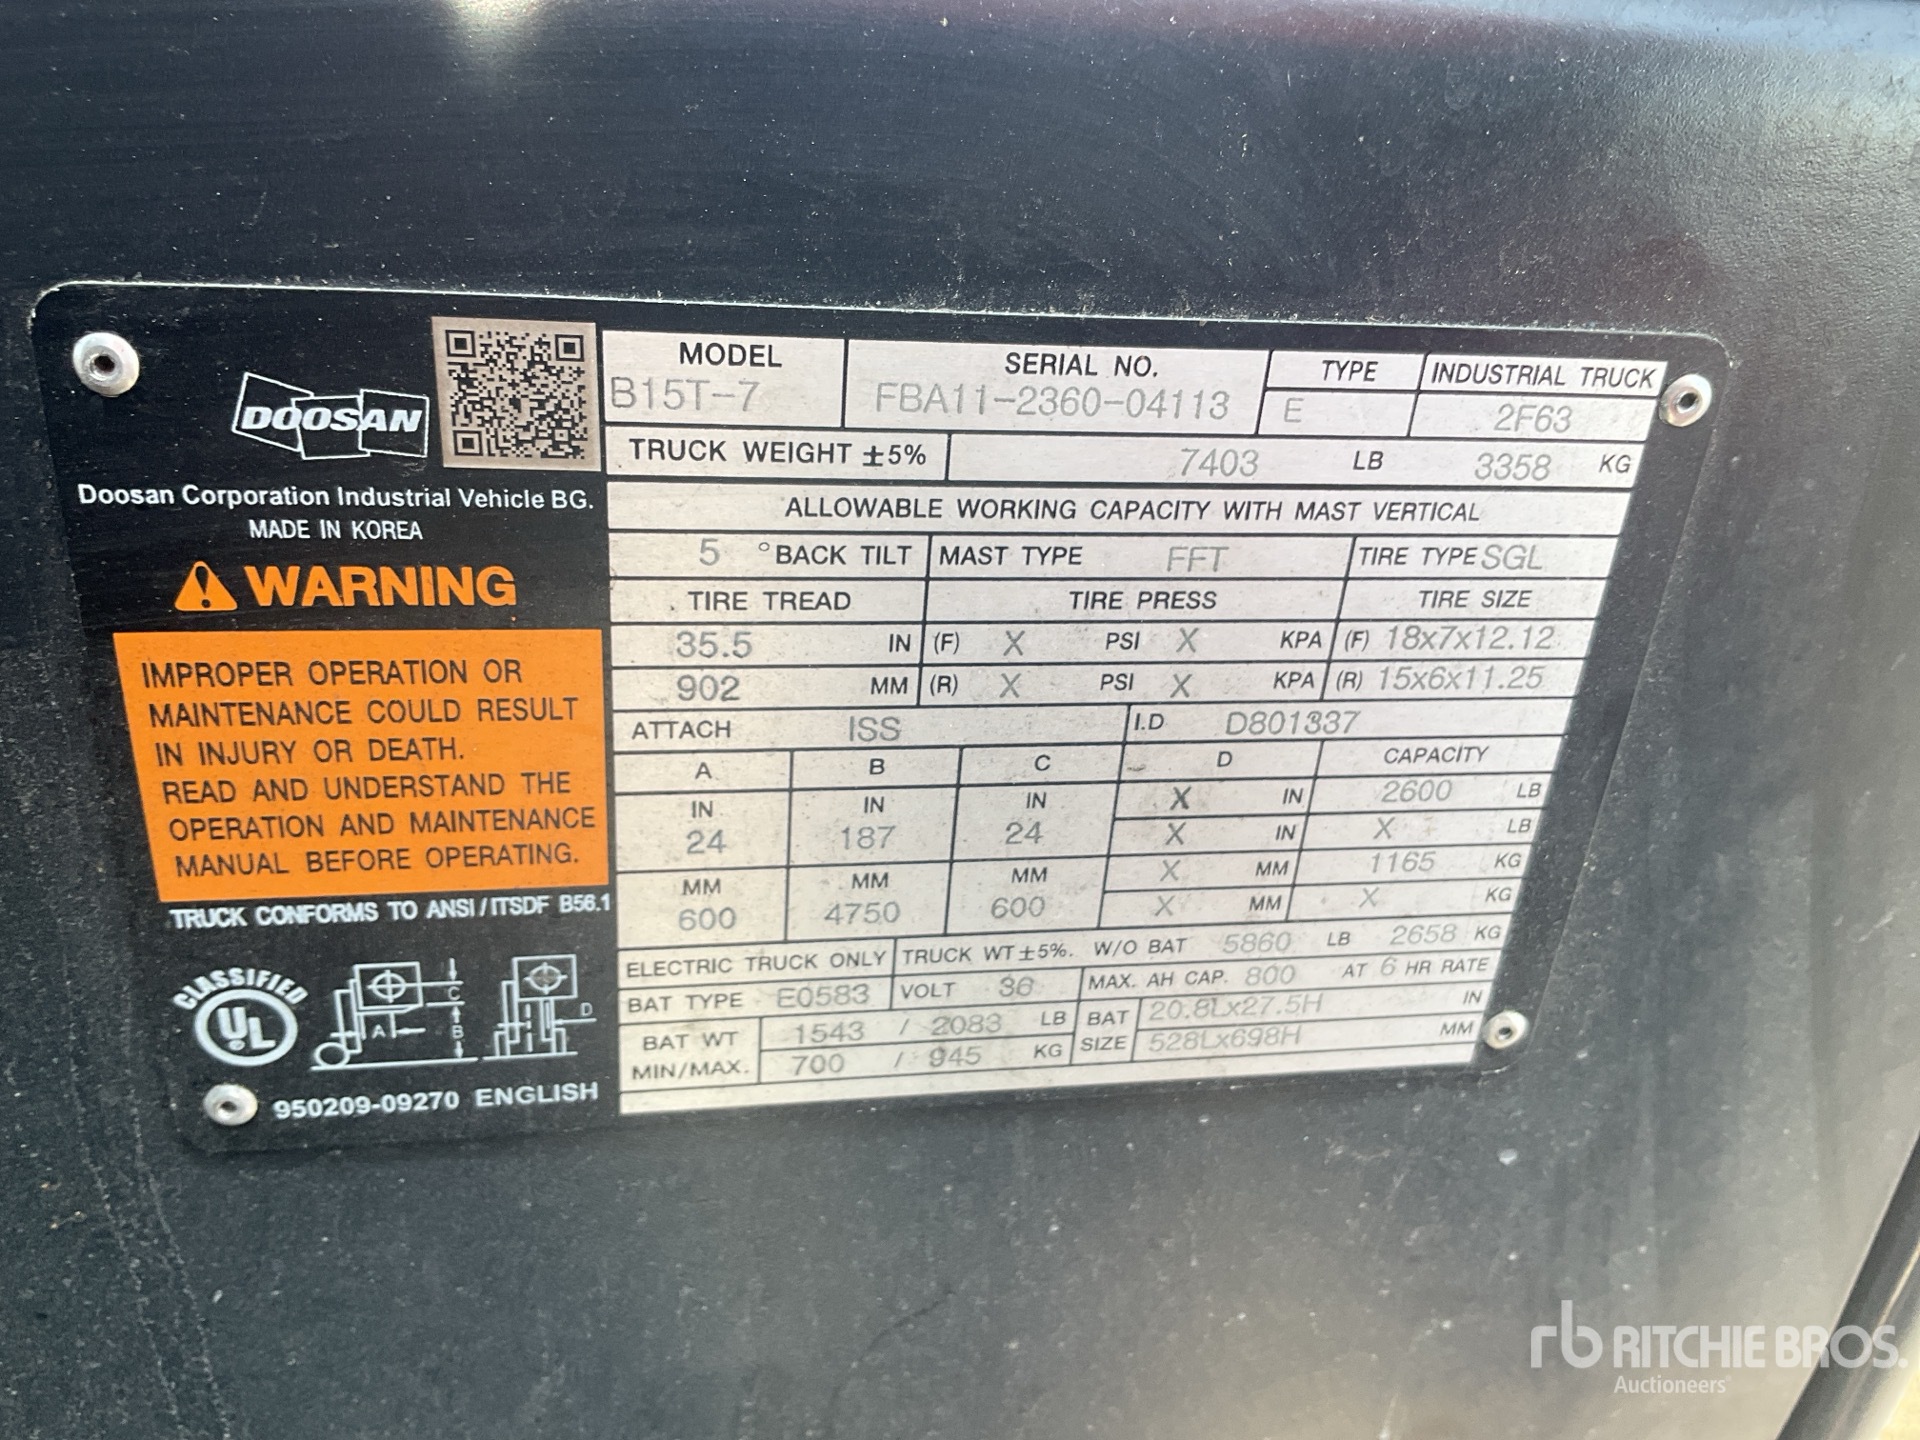 DOOSAN
Doosan Corporation Industrial Vehicle BG.
MADE IN KOREA
WARNING
IMPROPER OPERATION OR
MAINTENANCE COULD RESULT
IN INJURY OR DEATH.
READ AND UNDERSTAND THE
OPERATION AND MAINTENANCE
MANUAL BEFORE OPERATING.
TRUCK CONFORMS TO ANSI/ITSDF B56.1
CLASSIFIED
UL
A B C D
950209-09270 ENGLISH
MODEL SERIAL NO. TYPE INDUSTRIAL TRUCK
B15T-7 FBA11-2360-04113 E 2F63
TRUCK WEIGHT ±5% 7403 LB 3358 KG
ALLOWABLE WORKING CAPACITY WITH MAST VERTICAL
5 °BACK TILT MAST TYPE FFT TIRE TYPE SGL
TIRE TREAD TIRE PRESS TIRE SIZE
35.5 IN (F) X PSI X KPA (F) 18x7x12.12
902 MM (R) X PSI X KPA (R) 15x6x11.25
ATTACH ISS I.D D801337
A B C D CAPACITY
IN IN IN X IN 2600 LB
24 187 24 X IN X LB
MM MM MM X MM 1165 KG
600 4750 600 X MM X KG
ELECTRIC TRUCK ONLY TRUCK WT ±5%. W/O BAT 5860 LB 2658 KG
BAT TYPE E0583 VOLT 36 MAX. AH CAP. 800 AT 6 HR RATE
BAT WT 1543 / 2083 LB BAT 20.8Lx27.5H IN
MIN/MAX. 700 / 945 KG SIZE 528Lx698H MM
rb RITCHIE BROS.
Auctioneers